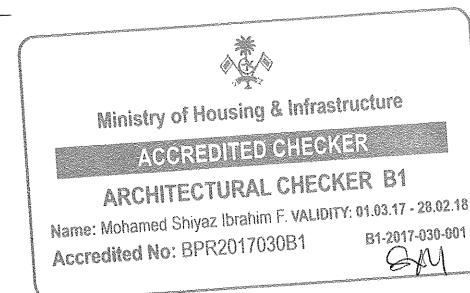 Ministry of Housing & Infrastructure
ACCREDITED CHECKER
ARCHITECTURAL CHECKER B1
Name: Mohamed Shiyaz Ibrahim F. VALIDITY: 01.03.17 - 28.02.18
Accredited No: BPR2017030B1 B1-2017-030-001